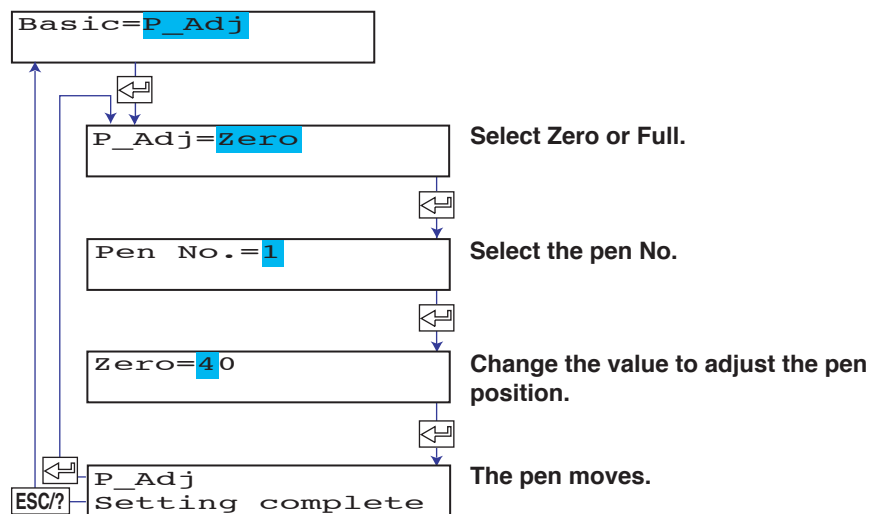 Basic=P_Adj
P_Adj=Zero
Select Zero or Full.
Pen No.=1
Select the pen No.
Zero=40
Change the value to adjust the pen
position.
P_Adj
Setting complete
The pen moves.
ESC/?